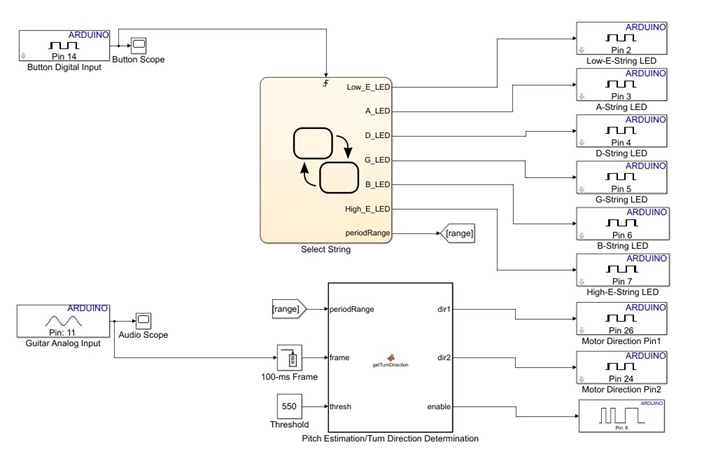 ARDUINO
Pin 14
Button Digital Input
Button Scope
Low_E_LED
A_LED
D_LED
G_LED
B_LED
High_E_LED
periodRange
Select String
[range]
ARDUINO
Pin 2
Low-E-String LED
ARDUINO
Pin 3
A-String LED
ARDUINO
Pin 4
D-String LED
ARDUINO
Pin 5
G-String LED
ARDUINO
Pin 6
B-String LED
ARDUINO
Pin 7
High-E-String LED
ARDUINO
Pin: 11
Guitar Analog Input
Audio Scope
[range]
100-ms Frame
550
Threshold
periodRange
frame
thresh
getTurnDirection
dir1
dir2
enable
Pitch Estimation/Turn Direction Determination
ARDUINO
Pin 26
Motor Direction Pin1
ARDUINO
Pin 24
Motor Direction Pin2
ARDUINO